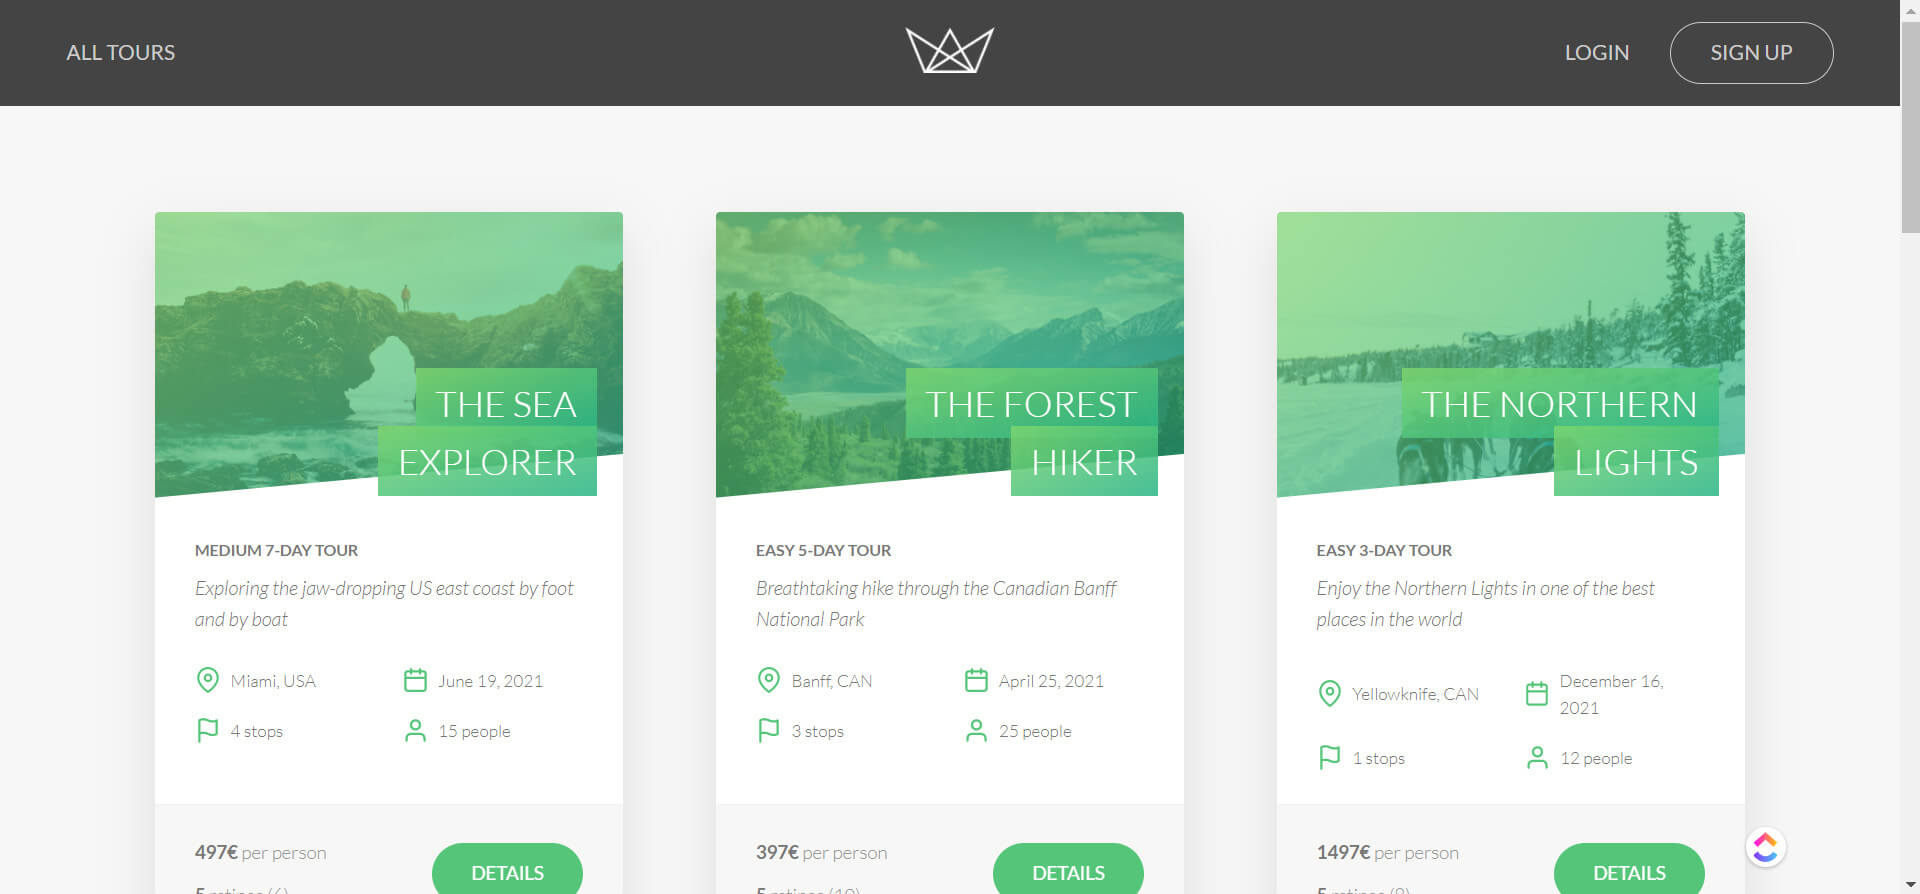 ALL TOURS
LOGIN
SIGN UP
THE SEA
EXPLORER
MEDIUM 7-DAY TOUR
Exploring the jaw-dropping US east coast by foot
and by boat
Miami, USA
June 19, 2021
4 stops
15 people
497€ per person
DETAILS
THE FOREST
HIKER
EASY 5-DAY TOUR
Breathtaking hike through the Canadian Banff
National Park
Banff, CAN
April 25, 2021
3 stops
25 people
397€ per person
DETAILS
THE NORTHERN
LIGHTS
EASY 3-DAY TOUR
Enjoy the Northern Lights in one of the best
places in the world
Yellowknife, CAN
December 16,
2021
1 stops
12 people
1497€ per person
DETAILS